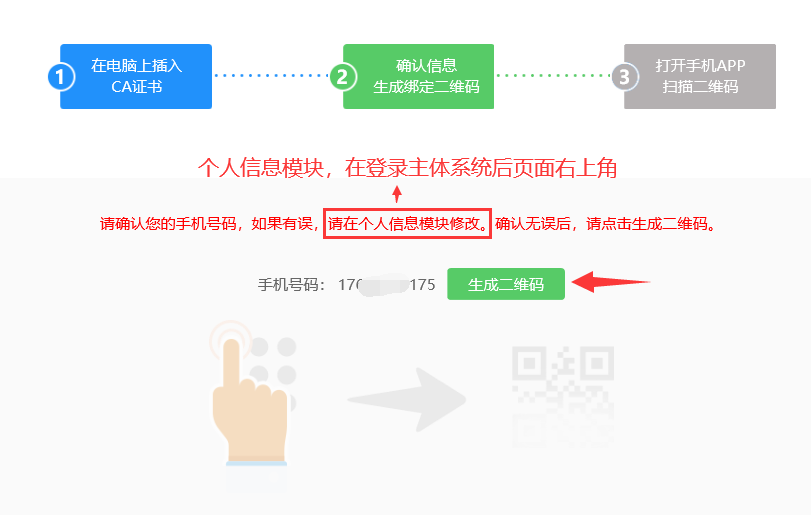 1
在电脑上插入
CA证书
2
确认信息
生成绑定二维码
3
打开手机APP
扫描二维码
个人信息模块，在登录主体系统后页面右上角
请确认您的手机号码，如果有误，请在个人信息模块修改。确认无误后，请点击生成二维码。
手机号码： 17 175 生成二维码